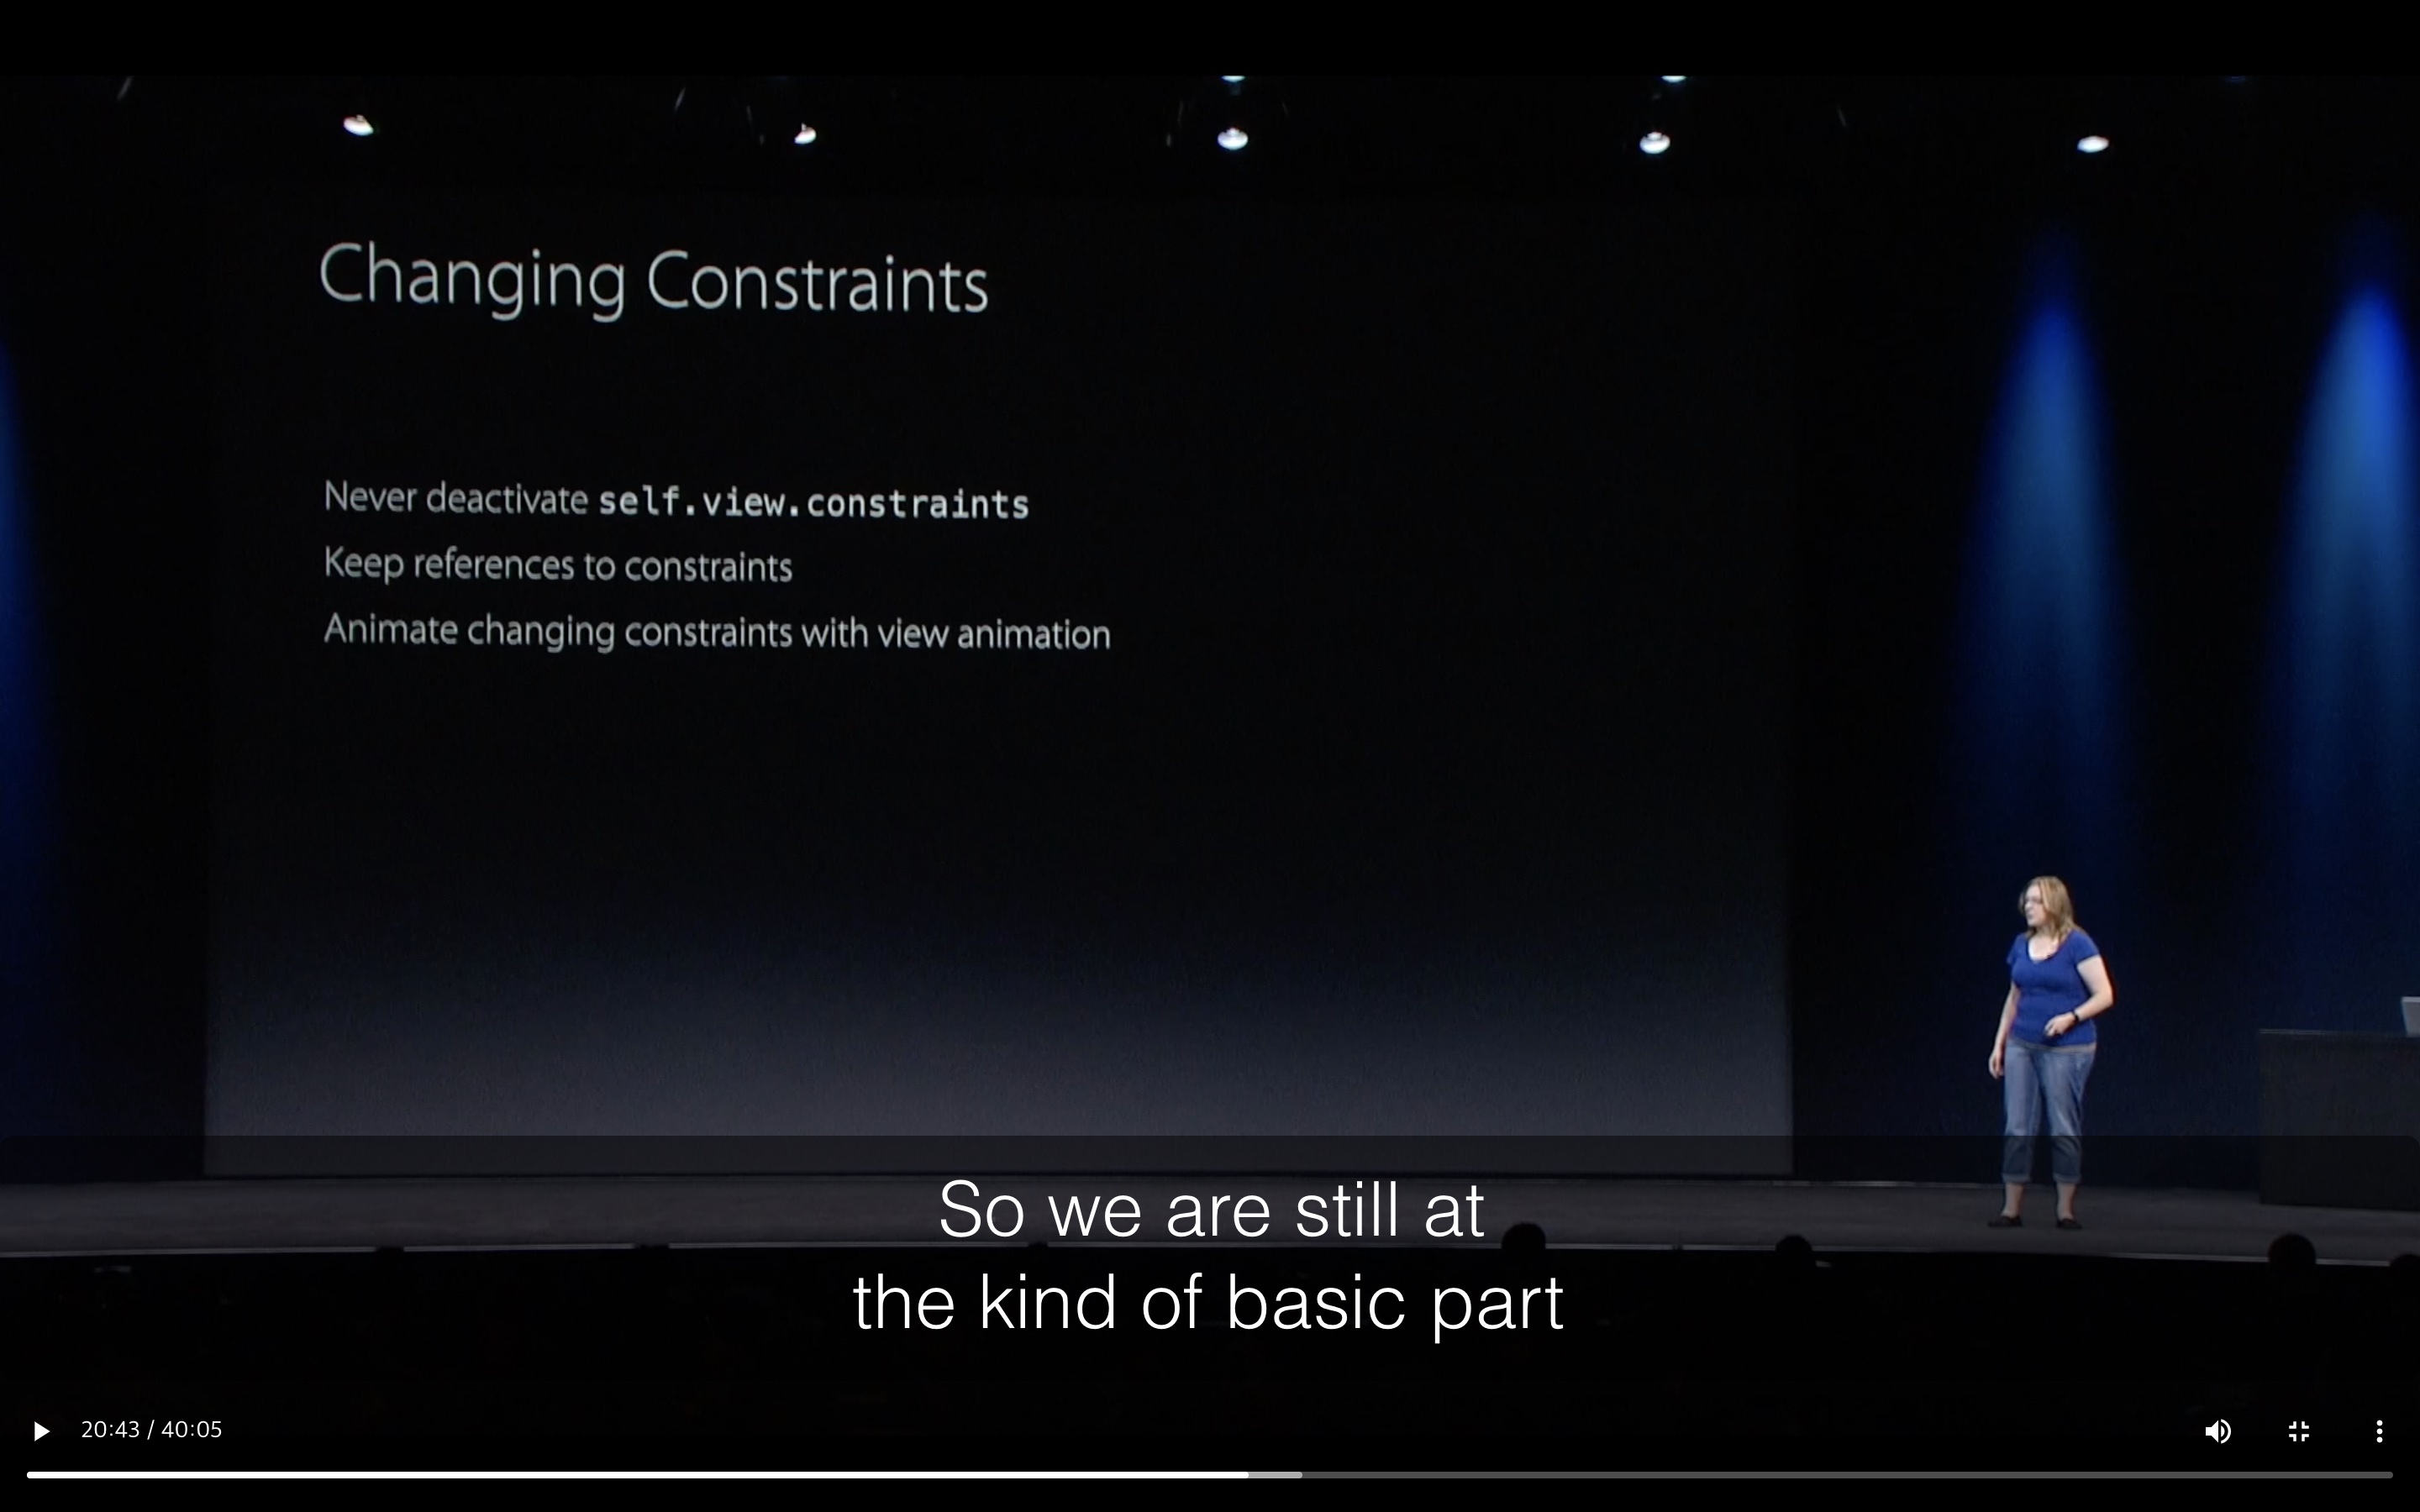 Changing Constraints
Never deactivate self.view.constraints
Keep references to constraints
Animate changing constraints with view animation
So we are still at
the kind of basic part
20:43 / 40:05